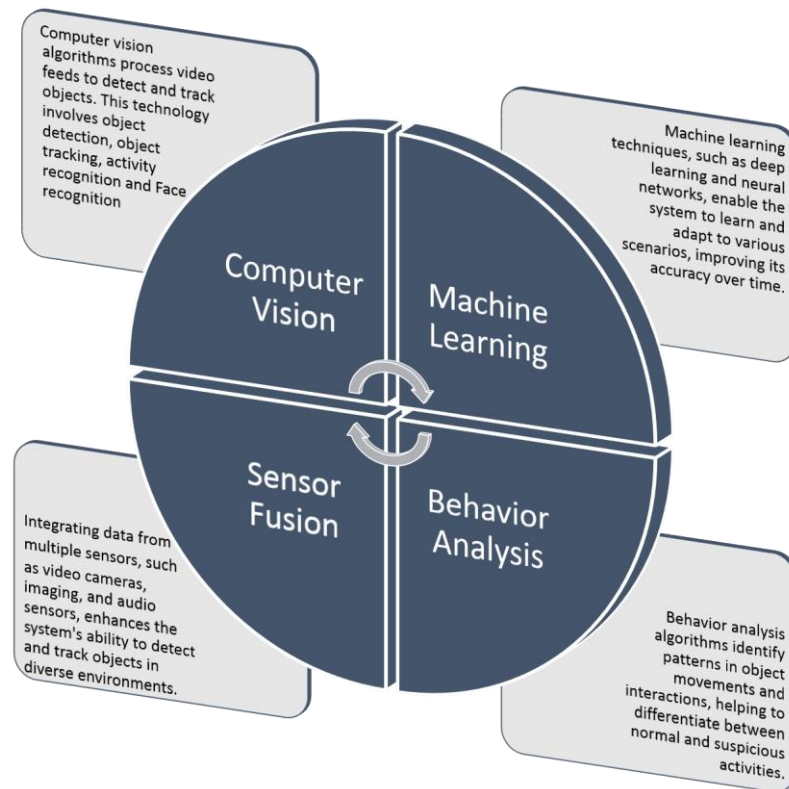 Computer vision
algorithms process video
feeds to detect and track
objects. This technology
involves object
detection, object
tracking, activity
recognition and Face
recognition
Machine learning
techniques, such as deep
learning and neural
networks, enable the
system to learn and
adapt to various
scenarios, improving its
accuracy over time.
Computer
Vision
Machine
Learning
Sensor
Fusion
Behavior
Analysis
Integrating data from
multiple sensors, such
as video cameras,
imaging, and audio
sensors, enhances the
system's ability to detect
and track objects in
diverse environments.
Behavior analysis
algorithms identify
patterns in object
movements and
interactions, helping to
differentiate between
normal and suspicious
activities.